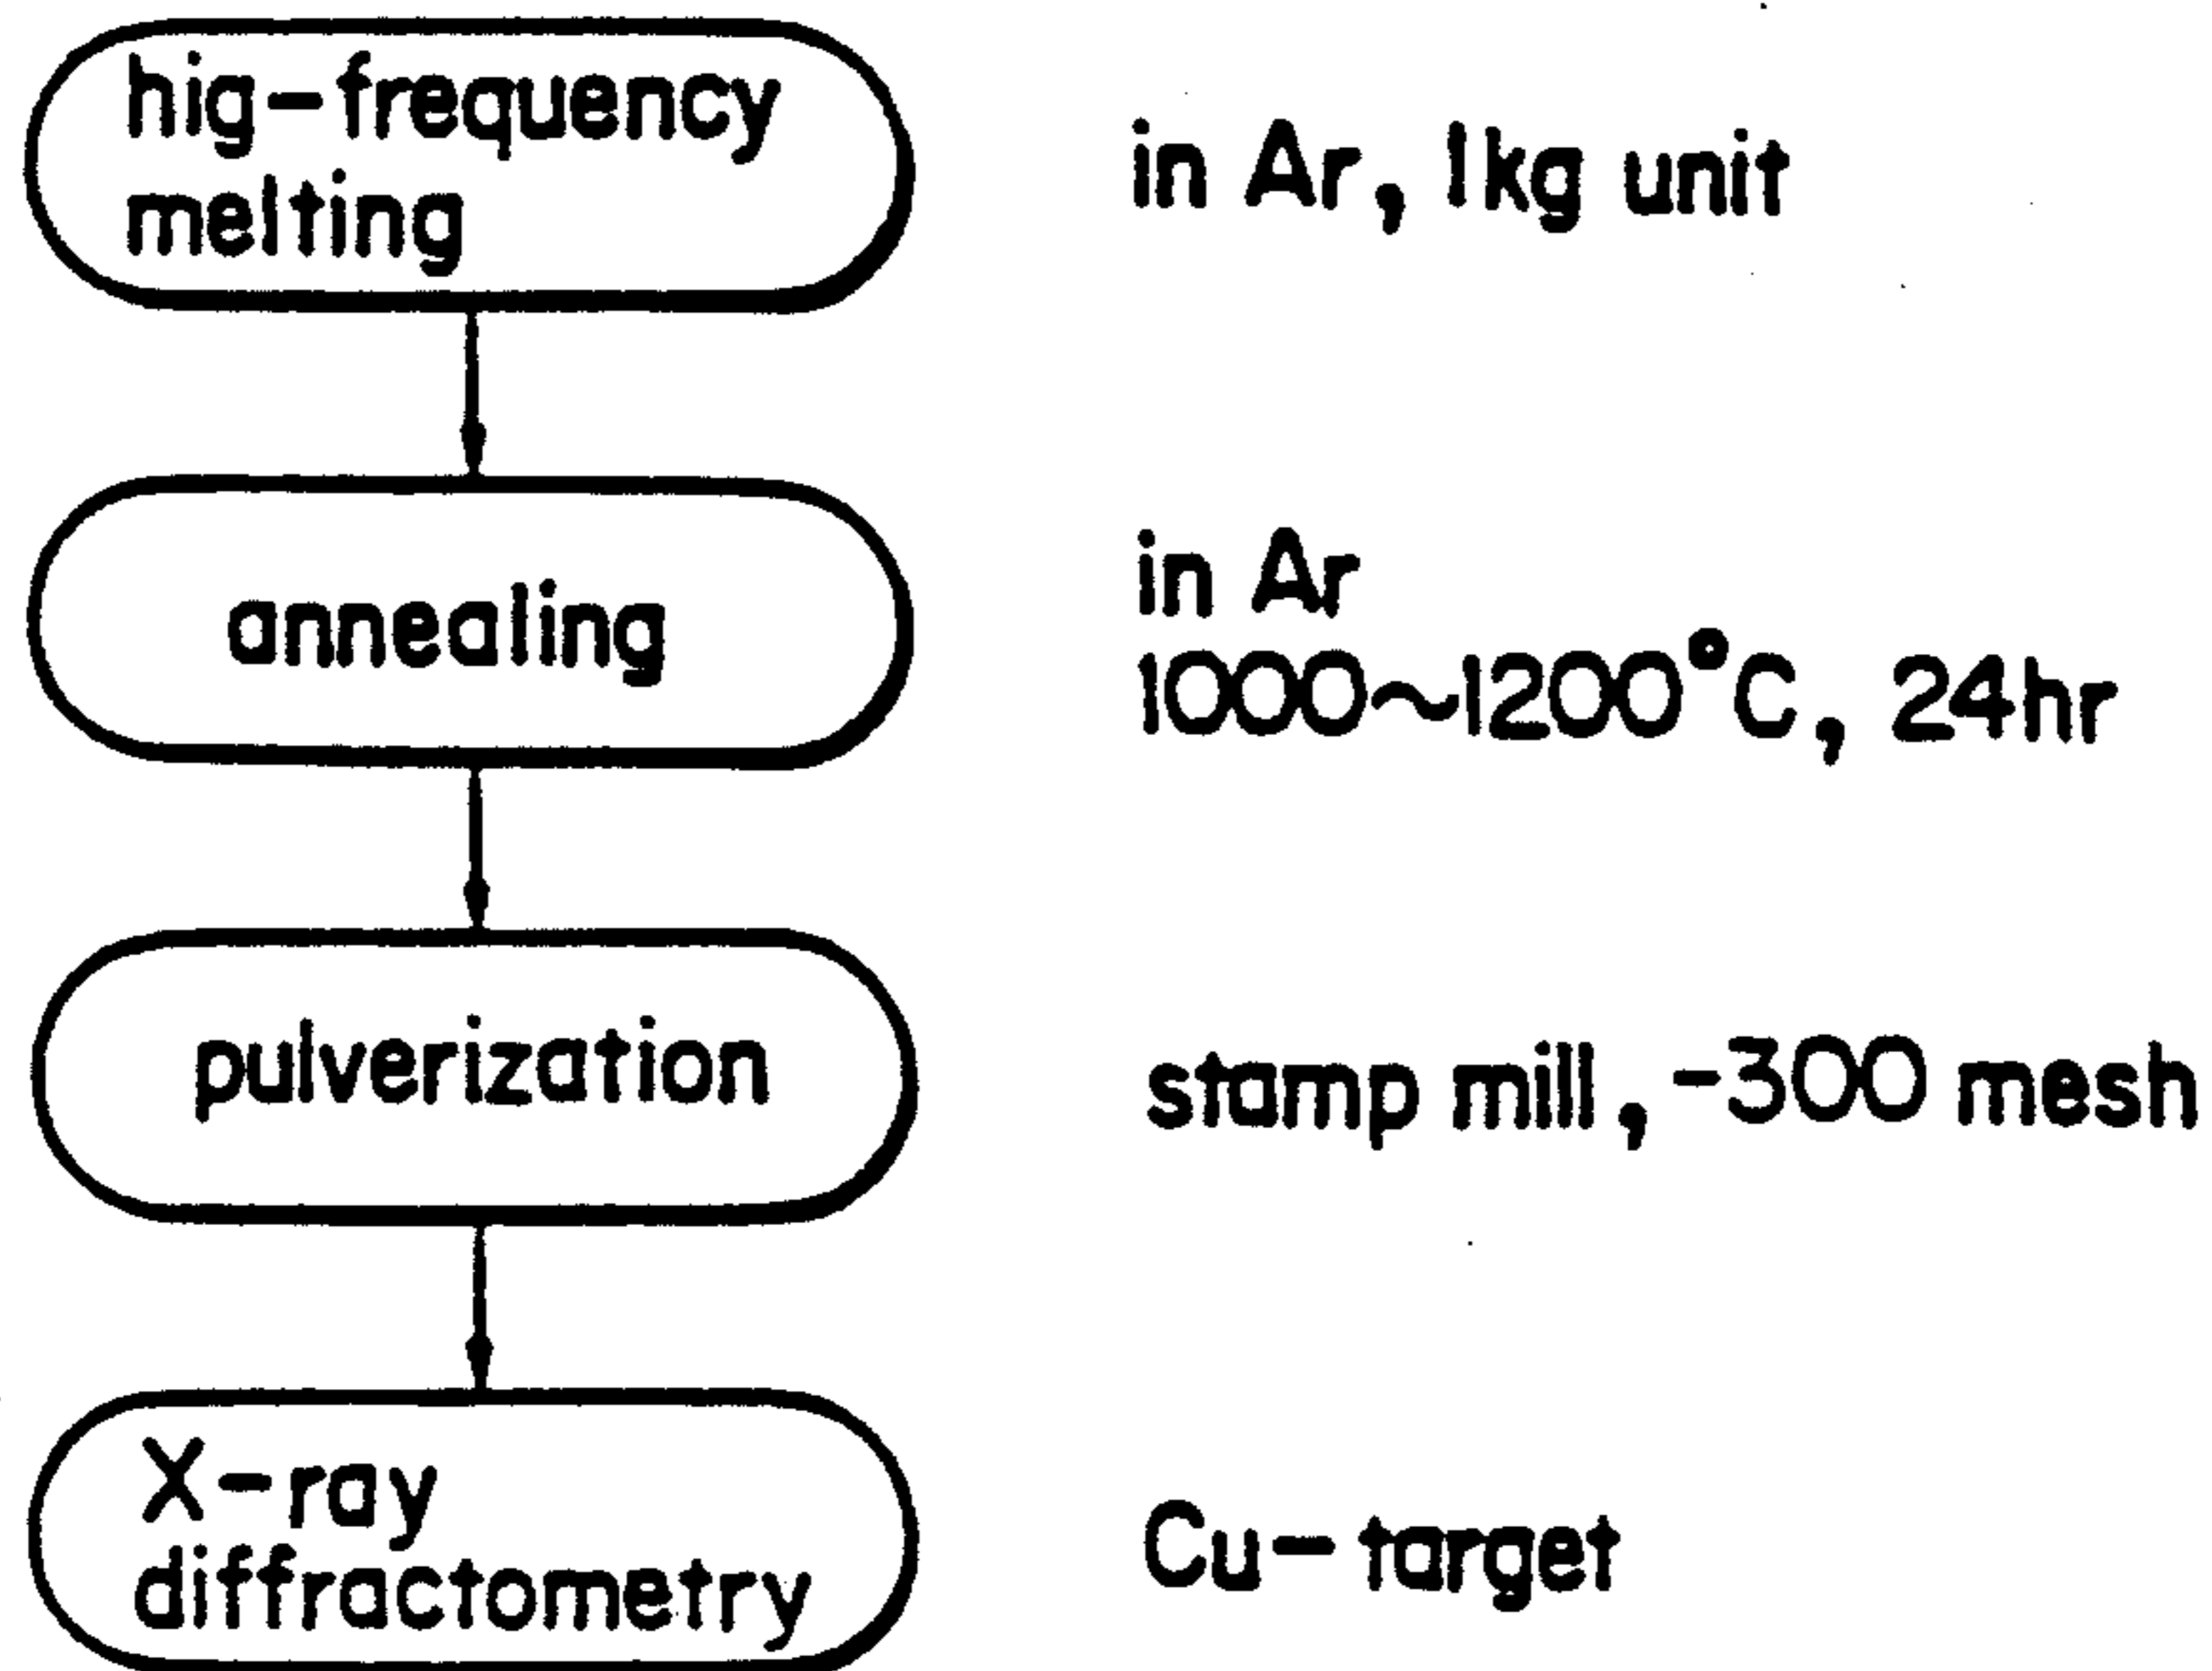 hig-frequency
melting
in Ar, 1kg unit
annealing
in Ar
1000~1200°C, 24hr
pulverization
stamp mill, -300 mesh
X-ray
diffractometry
Cu-target